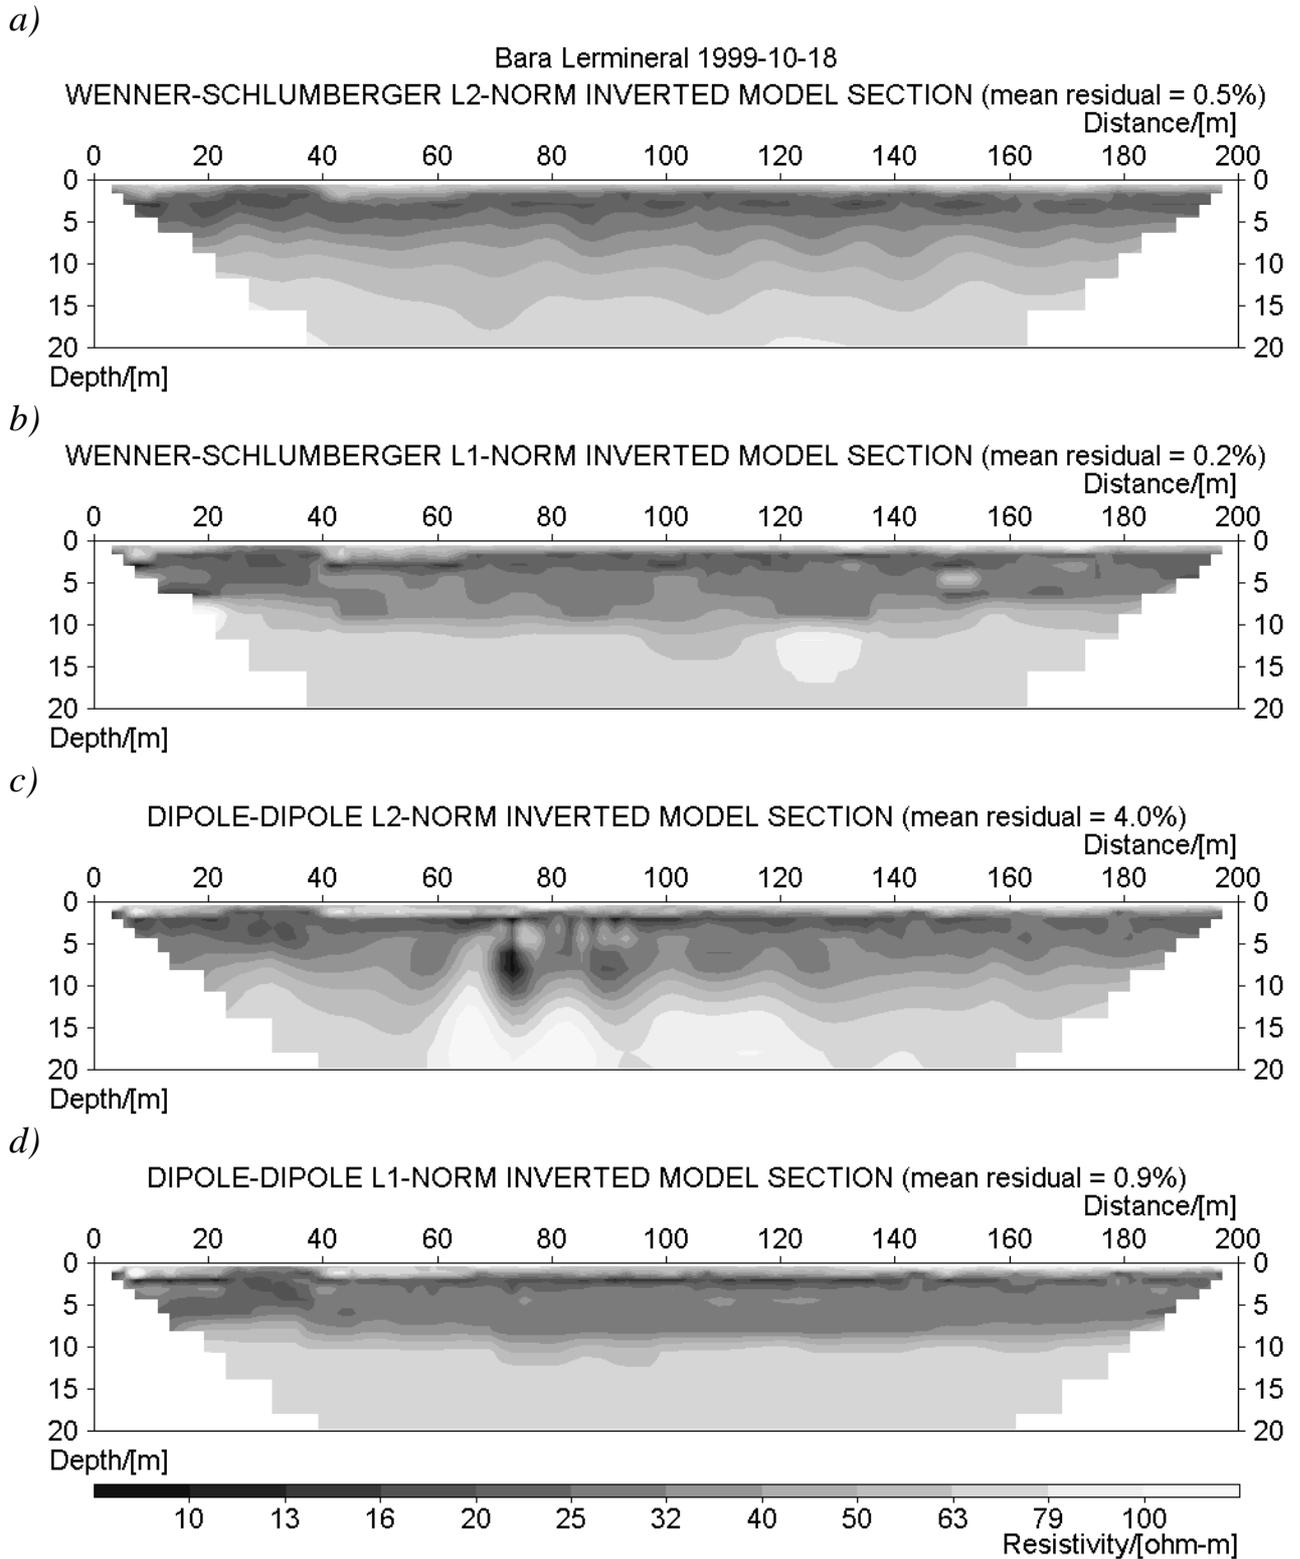 a)
Bara Lermineral 1999-10-18
WENNER-SCHLUMBERGER L2-NORM INVERTED MODEL SECTION (mean residual = 0.5%)
Distance/[m]
0 20 40 60 80 100 120 140 160 180 200
0 0
5 5
10 10
15 15
20 20
Depth/[m]
b)
WENNER-SCHLUMBERGER L1-NORM INVERTED MODEL SECTION (mean residual = 0.2%)
Distance/[m]
0 20 40 60 80 100 120 140 160 180 200
0 0
5 5
10 10
15 15
20 20
Depth/[m]
c)
DIPOLE-DIPOLE L2-NORM INVERTED MODEL SECTION (mean residual = 4.0%)
Distance/[m]
0 20 40 60 80 100 120 140 160 180 200
0 0
5 5
10 10
15 15
20 20
Depth/[m]
d)
DIPOLE-DIPOLE L1-NORM INVERTED MODEL SECTION (mean residual = 0.9%)
Distance/[m]
0 20 40 60 80 100 120 140 160 180 200
0 0
5 5
10 10
15 15
20 20
Depth/[m]
10 13 16 20 25 32 40 50 63 79 100
Resistivity/[ohm-m]